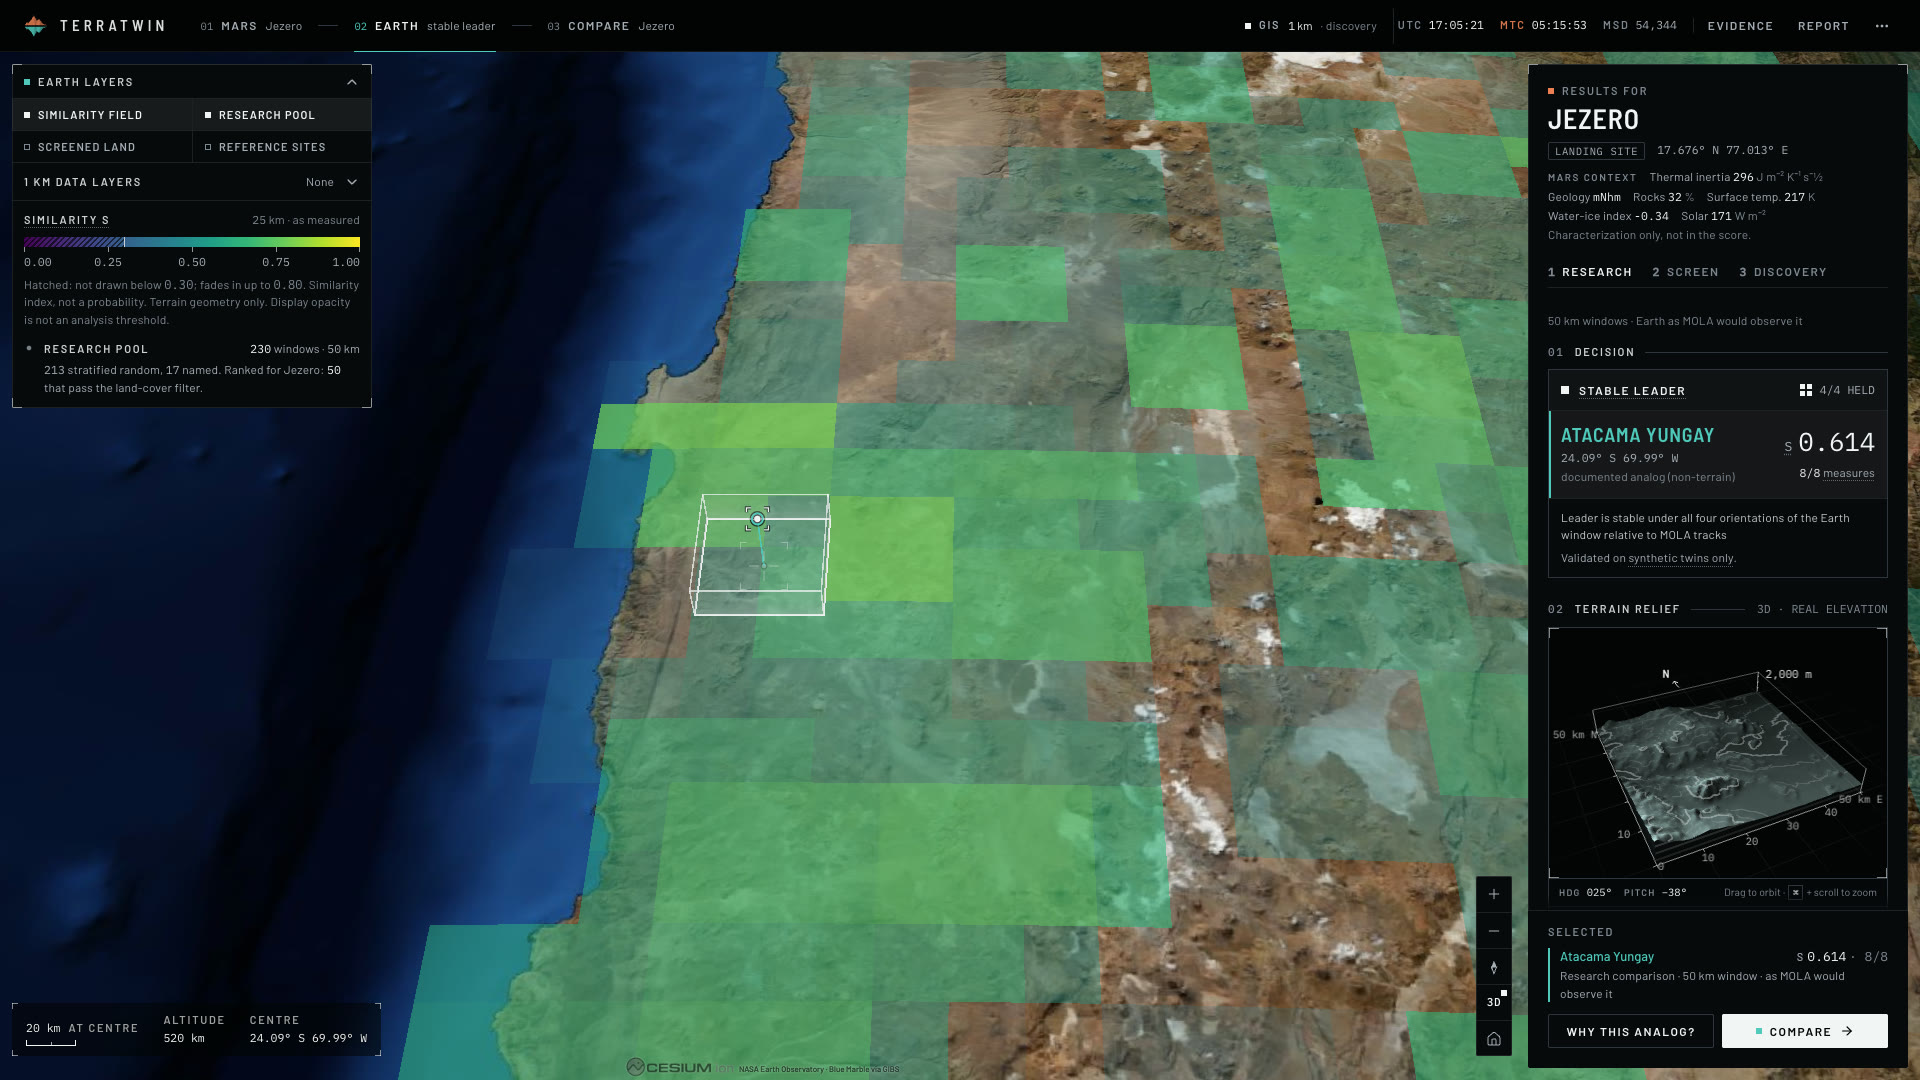 TERRATWIN
01 MARS Jezero
02 EARTH stable leader
03 COMPARE Jezero
GIS 1 km · discovery
UTC 17:05:21
MTC 05:15:53
MSD 54,344
EVIDENCE
REPORT
EARTH LAYERS
SIMILARITY FIELD
RESEARCH POOL
SCREENED LAND
REFERENCE SITES
1 KM DATA LAYERS None
SIMILARITY S 25 km · as measured
0.00 0.25 0.50 0.75 1.00
Hatched: not drawn below 0.30; fades in up to 0.80. Similarity
index, not a probability. Terrain geometry only. Display opacity
is not an analysis threshold.
RESEARCH POOL 230 windows · 50 km
213 stratified random, 17 named. Ranked for Jezero: 50
that pass the land-cover filter.
20 km AT CENTRE
ALTITUDE
520 km
CENTRE
24.09° S 69.99° W
CESIUM ion NASA Earth Observatory · Blue Marble via GIBS
+
−
3D
RESULTS FOR
JEZERO
LANDING SITE 17.676° N 77.013° E
MARS CONTEXT Thermal inertia 296 J m⁻² K⁻¹ s⁻½
Geology mNhm Rocks 32 % Surface temp. 217 K
Water-ice index -0.34 Solar 171 W m⁻²
Characterization only, not in the score.
1 RESEARCH 2 SCREEN 3 DISCOVERY
50 km windows · Earth as MOLA would observe it
01 DECISION
STABLE LEADER 4/4 HELD
ATACAMA YUNGAY
24.09° S 69.99° W
documented analog (non-terrain)
S 0.614
8/8 measures
Leader is stable under all four orientations of the Earth
window relative to MOLA tracks
Validated on synthetic twins only.
02 TERRAIN RELIEF 3D · REAL ELEVATION
N
2,000 m
50 km N
50 km E
40
30
20
10
10
0
HDG 025° PITCH −38° Drag to orbit · ⌘ + scroll to zoom
SELECTED
Atacama Yungay S 0.614 · 8/8
Research comparison · 50 km window · as MOLA would
observe it
WHY THIS ANALOG?
COMPARE →